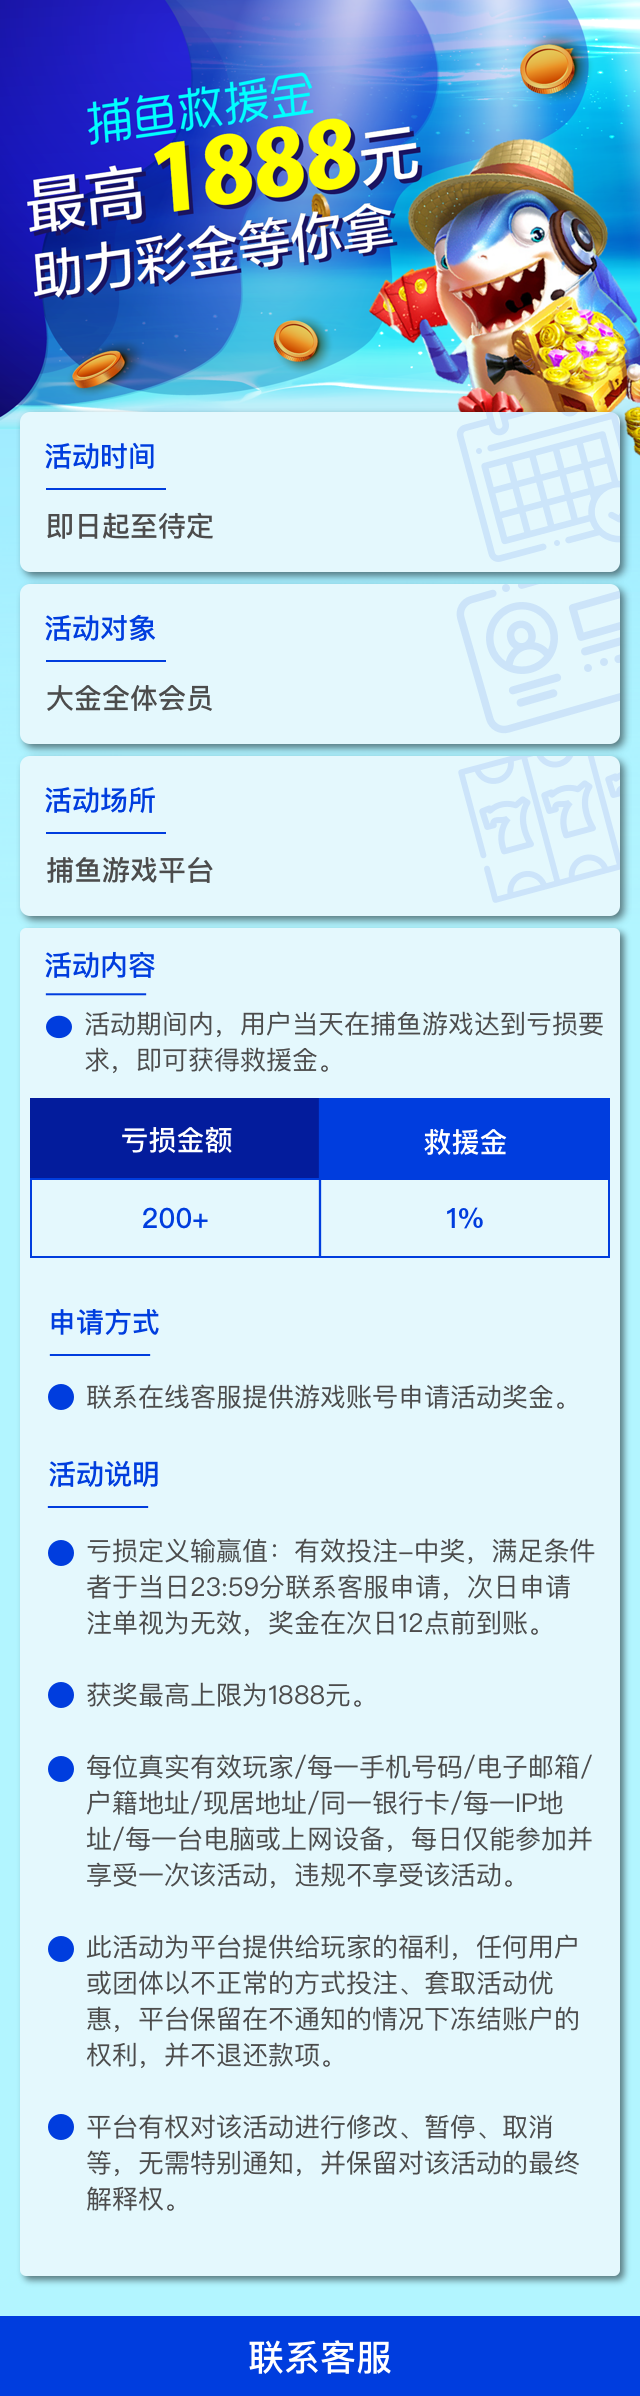 捕鱼救援金
最高1888元
助力彩金等你拿
活动时间
即日起至待定
活动对象
大金全体会员
活动场所
捕鱼游戏平台
活动内容
活动期间内，用户当天在捕鱼游戏达到亏损要
求，即可获得救援金。
亏损金额 救援金
200+ 1%
申请方式
联系在线客服提供游戏账号申请活动奖金。
活动说明
亏损定义输赢值：有效投注-中奖，满足条件
者于当日23:59分联系客服申请，次日申请
注单视为无效，奖金在次日12点前到账。
获奖最高上限为1888元。
每位真实有效玩家/每一手机号码/电子邮箱/
户籍地址/现居地址/同一银行卡/每一IP地
址/每一台电脑或上网设备，每日仅能参加并
享受一次该活动，违规不享受该活动。
此活动为平台提供给玩家的福利，任何用户
或团体以不正常的方式投注、套取活动优
惠，平台保留在不通知的情况下冻结账户的
权利，并不退还款项。
平台有权对该活动进行修改、暂停、取消
等，无需特别通知，并保留对该活动的最终
解释权。
联系客服